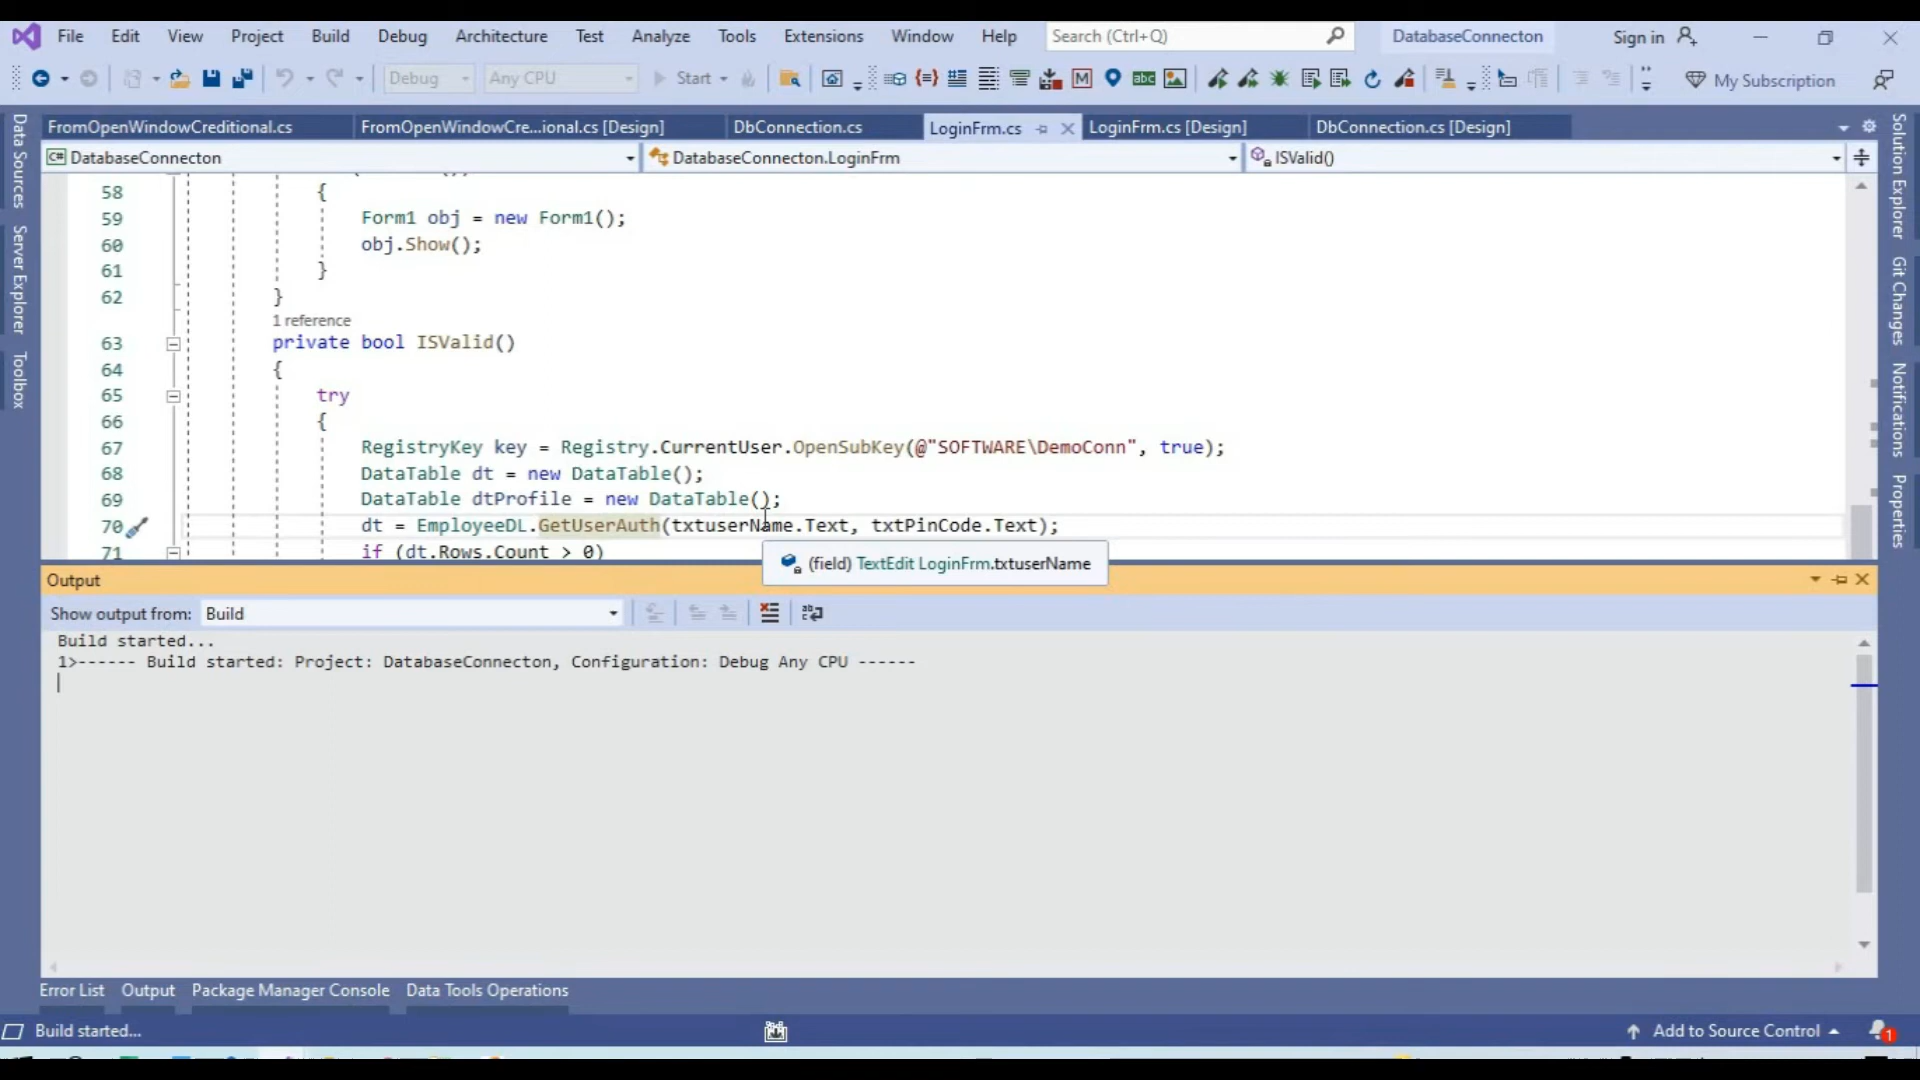 File Edit View Project Build Debug Architecture Test Analyze Tools Extensions Window Help Search (Ctrl+Q) DatabaseConnecton Sign in
Debug Any CPU Start My Subscription
FromOpenWindowCreditional.cs FromOpenWindowCre...ional.cs [Design] DbConnection.cs LoginFrm.cs LoginFrm.cs [Design] DbConnection.cs [Design]
DatabaseConnecton DatabaseConnecton.LoginFrm ISValid()
Data Sources
Server Explorer
Toolbox
58 {
59 Form1 obj = new Form1();
60 obj.Show();
61 }
62 }
1 reference
63 private bool ISValid()
64 {
65 try
66 {
67 RegistryKey key = Registry.CurrentUser.OpenSubKey(@"SOFTWARE\DemoConn", true);
68 DataTable dt = new DataTable();
69 DataTable dtProfile = new DataTable();
70 dt = EmployeeDL.GetUserAuth(txtuserName.Text, txtPinCode.Text);
71 if (dt.Rows.Count > 0)
(field) TextEdit LoginFrm.txtuserName
Solution Explorer
Git Changes
Notifications
Properties
Output
Show output from: Build
Build started...
1>------ Build started: Project: DatabaseConnecton, Configuration: Debug Any CPU ------
Error List Output Package Manager Console Data Tools Operations
Build started... Add to Source Control 1